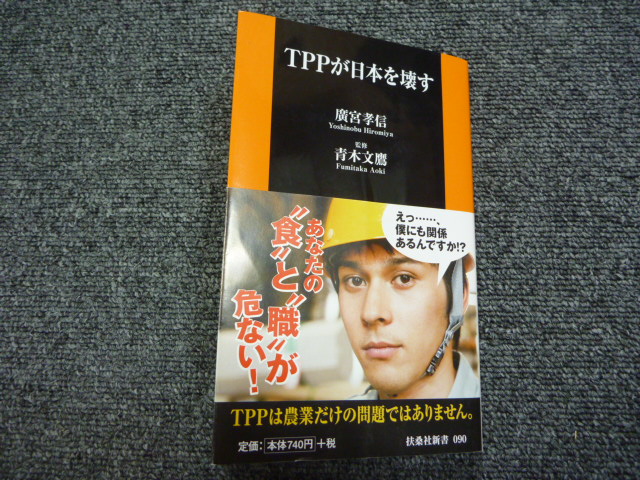 TPPが日本を壊す
廣宮孝信
Yoshinobu Hiromiya
監修
青木文鷹
Fumitaka Aoki
えっ……、
僕にも関係
あるんですか!?
あなたの
"食"と"職"が
危ない!
TPPは農業だけの問題ではありません。
定価:本体740円+税
扶桑社新書 090